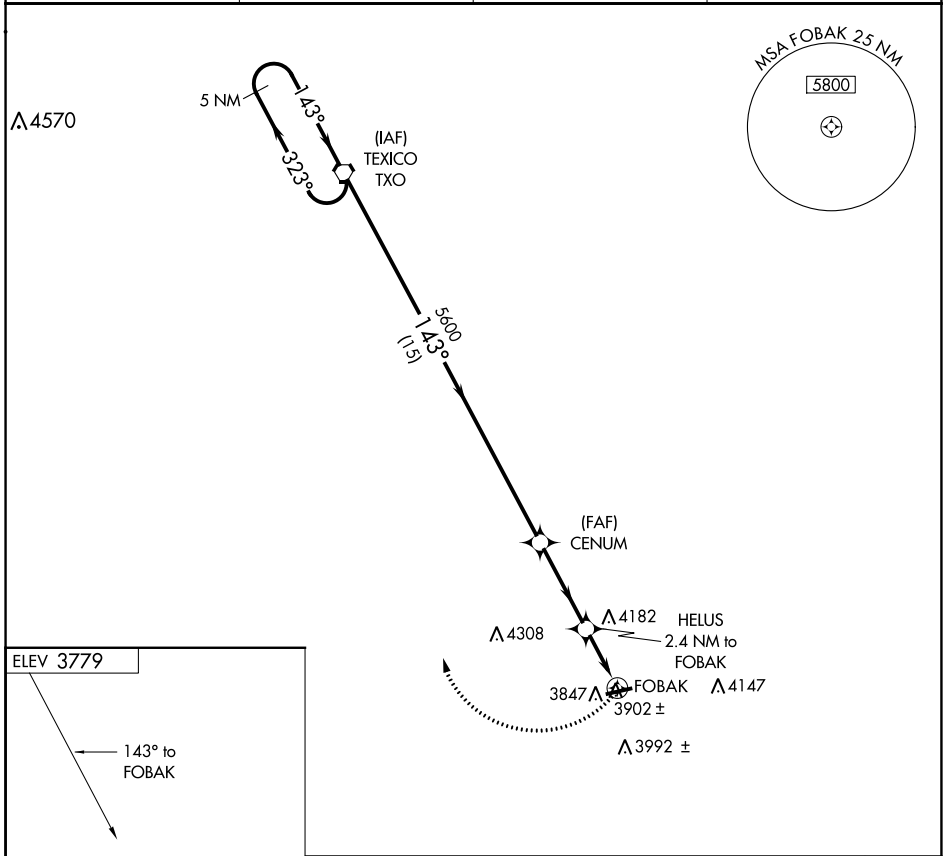 MSA FOBAK 25 NM
5800
5 NM
143°
323°
4570
(IAF)
TEXICO
TXO
5600
143°
(15)
(FAF)
CENUM
4182
HELUS
2.4 NM to
FOBAK
4308
3847
FOBAK
4147
3902 ±
3992 ±
ELEV 3779
143° to
FOBAK